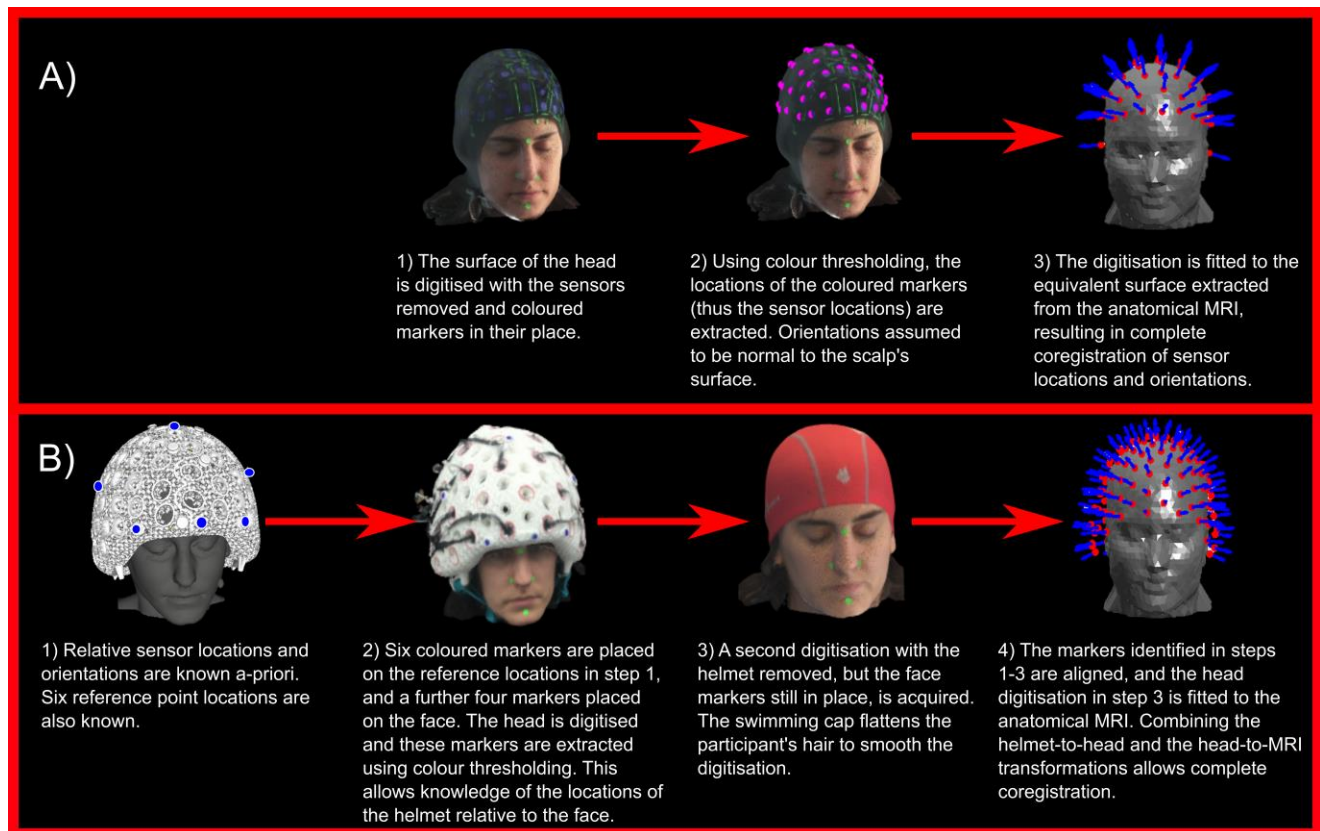 A)
1) The surface of the head
is digitised with the sensors
removed and coloured
markers in their place.
2) Using colour thresholding, the
locations of the coloured markers
(thus the sensor locations) are
extracted. Orientations assumed
to be normal to the scalp's
surface.
3) The digitisation is fitted to the
equivalent surface extracted
from the anatomical MRI,
resulting in complete
coregistration of sensor
locations and orientations.
B)
1) Relative sensor locations and
orientations are known a-priori.
Six reference point locations are
also known.
2) Six coloured markers are placed
on the reference locations in step 1,
and a further four markers placed
on the face. The head is digitised
and these markers are extracted
using colour thresholding. This
allows knowledge of the locations of
the helmet relative to the face.
3) A second digitisation with the
helmet removed, but the face
markers still in place, is acquired.
The swimming cap flattens the
participant's hair to smooth the
digitisation.
4) The markers identified in steps
1-3 are aligned, and the head
digitisation in step 3 is fitted to the
anatomical MRI. Combining the
helmet-to-head and the head-to-MRI
transformations allows complete
coregistration.